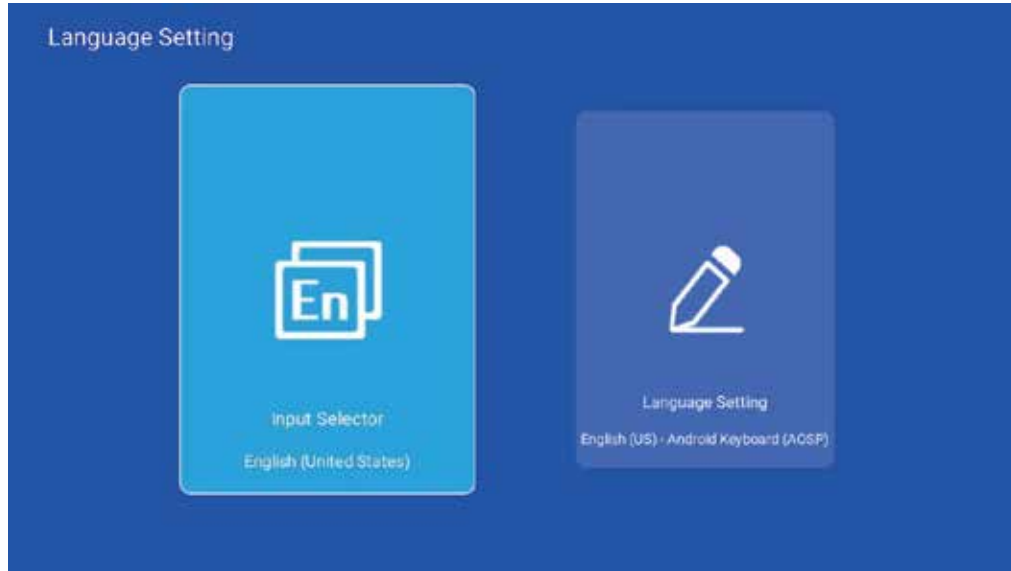 Language Setting
En
Input Selector
English (United States)
Language Setting
English (US) - Android Keyboard (AOSP)